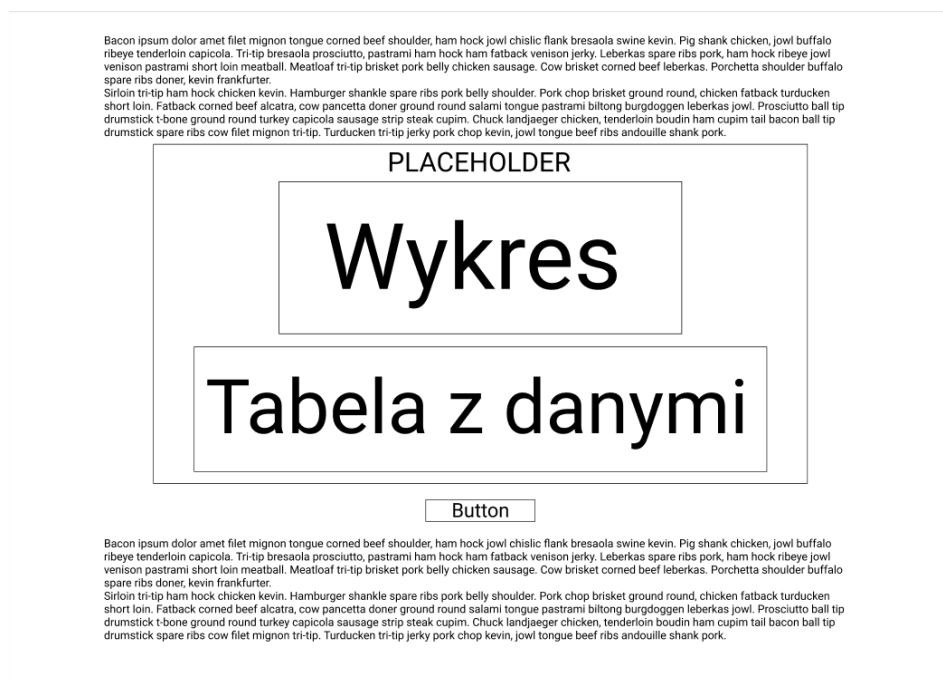 Bacon ipsum dolor amet filet mignon tongue corned beef shoulder, ham hock jowl chislic flank bresaola swine kevin. Pig shank chicken, jowl buffalo
ribeye tenderloin capicola. Tri-tip bresaola prosciutto, pastrami ham hock ham fatback venison jerky. Leberkas spare ribs pork, ham hock ribeye jowl
venison pastrami short loin meatball. Meatloaf tri-tip brisket pork belly chicken sausage. Cow brisket corned beef leberkas. Porchetta shoulder buffalo
spare ribs doner, kevin frankfurter.
Sirloin tri-tip ham hock chicken kevin. Hamburger shankle spare ribs pork belly shoulder. Pork chop brisket ground round, chicken fatback turducken
short loin. Fatback corned beef alcatra, cow pancetta doner ground round salami tongue pastrami biltong burgdoggen leberkas jowl. Prosciutto ball tip
drumstick t-bone ground round turkey capicola sausage strip steak cupim. Chuck landjaeger chicken, tenderloin boudin ham cupim tail bacon ball tip
drumstick spare ribs cow filet mignon tri-tip. Turducken tri-tip jerky pork chop kevin, jowl tongue beef ribs andouille shank pork.
PLACEHOLDER
Wykres
Tabela z danymi
Button
Bacon ipsum dolor amet filet mignon tongue corned beef shoulder, ham hock jowl chislic flank bresaola swine kevin. Pig shank chicken, jowl buffalo
ribeye tenderloin capicola. Tri-tip bresaola prosciutto, pastrami ham hock ham fatback venison jerky. Leberkas spare ribs pork, ham hock ribeye jowl
venison pastrami short loin meatball. Meatloaf tri-tip brisket pork belly chicken sausage. Cow brisket corned beef leberkas. Porchetta shoulder buffalo
spare ribs doner, kevin frankfurter.
Sirloin tri-tip ham hock chicken kevin. Hamburger shankle spare ribs pork belly shoulder. Pork chop brisket ground round, chicken fatback turducken
short loin. Fatback corned beef alcatra, cow pancetta doner ground round salami tongue pastrami biltong burgdoggen leberkas jowl. Prosciutto ball tip
drumstick t-bone ground round turkey capicola sausage strip steak cupim. Chuck landjaeger chicken, tenderloin boudin ham cupim tail bacon ball tip
drumstick spare ribs cow filet mignon tri-tip. Turducken tri-tip jerky pork chop kevin, jowl tongue beef ribs andouille shank pork.